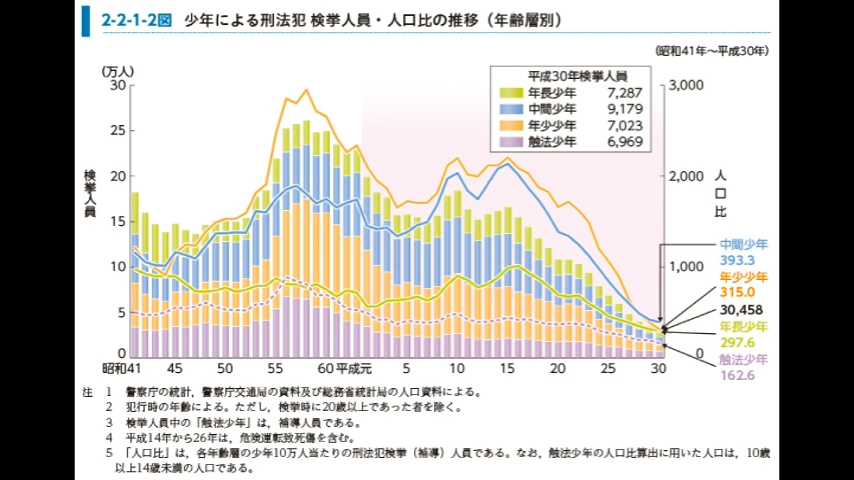 2-2-1-2図 少年による刑法犯 検挙人員・人口比の推移（年齢層別）
（昭和41年～平成30年）
（万人）
30
25
20
15
10
5
0
検挙人員
3,000
2,000
1,000
0
人口比
平成30年検挙人員
年長少年 7,287
中間少年 9,179
年少少年 7,023
触法少年 6,969
中間少年
393.3
年少少年
315.0
30,458
年長少年
297.6
触法少年
162.6
昭和41 45 50 55 60 平成元 5 10 15 20 25 30
注 1 警察庁の統計，警察庁交通局の資料及び総務省統計局の人口資料による。
2 犯行時の年齢による。ただし，検挙時に20歳以上であった者を除く。
3 検挙人員中の「触法少年」は，補導人員である。
4 平成14年から26年は，危険運転致死傷を含む。
5 「人口比」は，各年齢層の少年10万人当たりの刑法犯検挙（補導）人員である。なお，触法少年の人口比算出に用いた人口は，10歳
以上14歳未満の人口である。